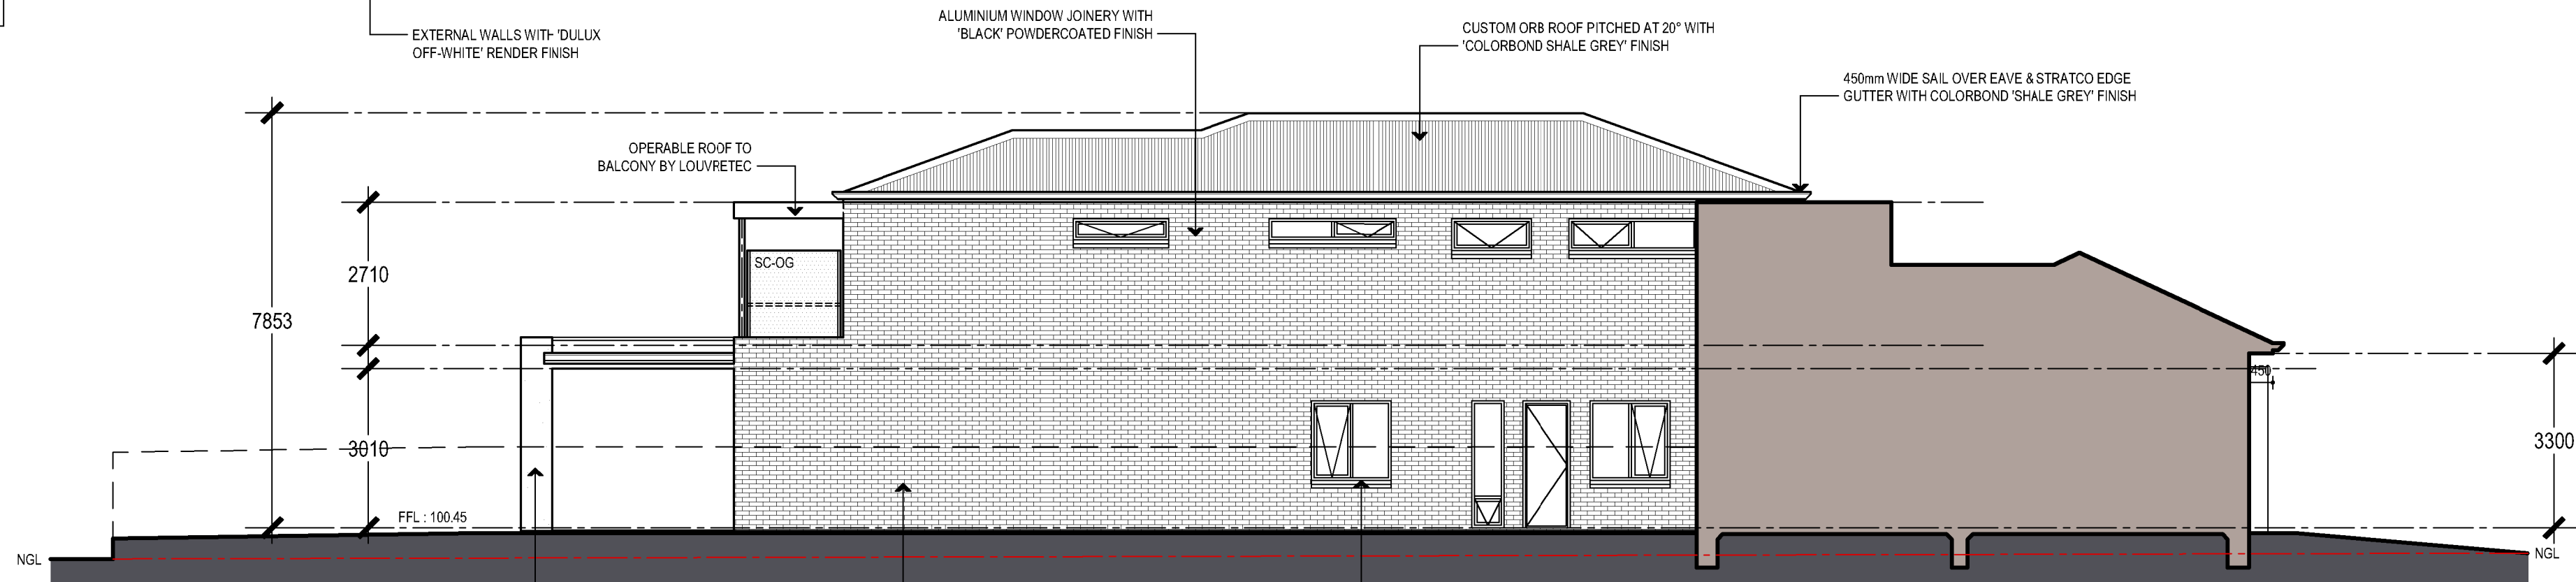 ALUMINIUM WINDOW JOINERY WITH
'BLACK' POWDERCOATED FINISH
EXTERNAL WALLS WITH 'DULUX
OFF-WHITE' RENDER FINISH
CUSTOM ORB ROOF PITCHED AT 20° WITH
'COLORBOND SHALE GREY' FINISH
450mm WIDE SAIL OVER EAVE & STRATCO EDGE
GUTTER WITH COLORBOND 'SHALE GREY' FINISH
OPERABLE ROOF TO
BALCONY BY LOUVRETEC
SC-OG
2710
7853
450
3010
3300
FFL : 100.45
NGL
NGL